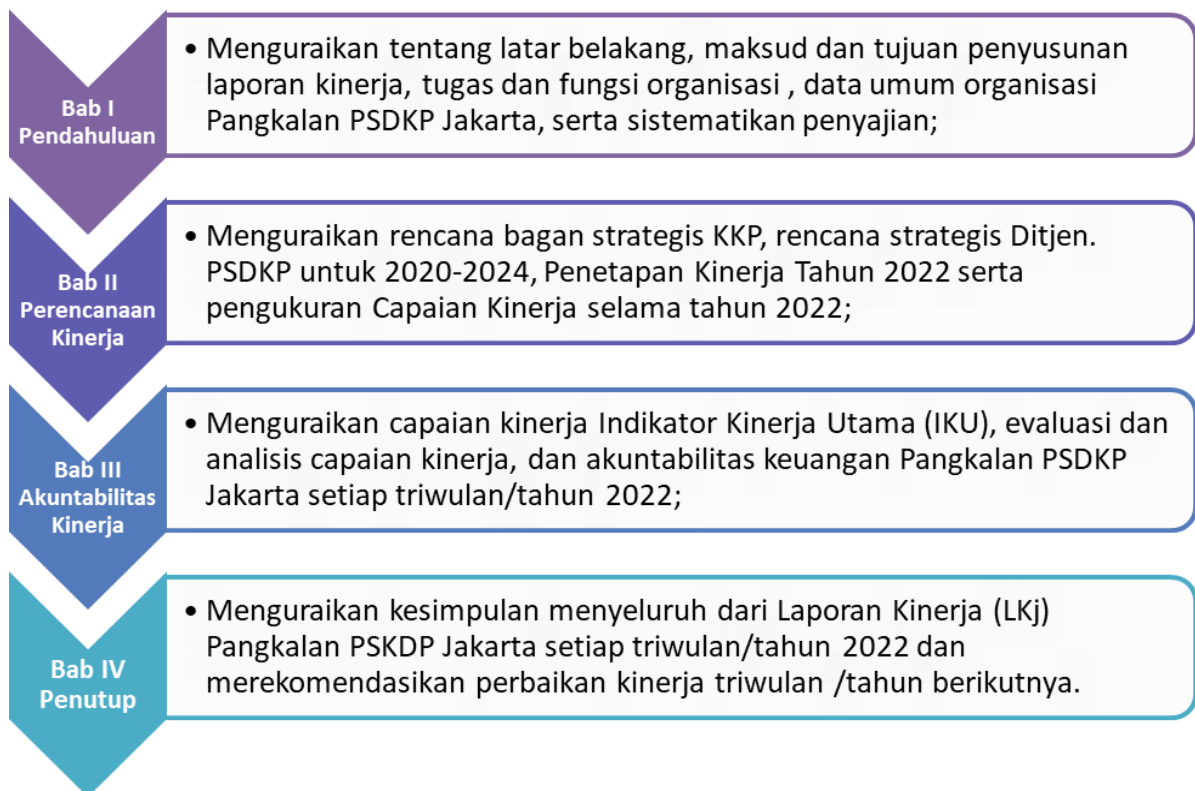 Bab I
Pendahuluan
• Menguraikan tentang latar belakang, maksud dan tujuan penyusunan
laporan kinerja, tugas dan fungsi organisasi , data umum organisasi
Pangkalan PSDKP Jakarta, serta sistematikan penyajian;
Bab II
Perencanaan
Kinerja
• Menguraikan rencana bagan strategis KKP, rencana strategis Ditjen.
PSDKP untuk 2020-2024, Penetapan Kinerja Tahun 2022 serta
pengukuran Capaian Kinerja selama tahun 2022;
Bab III
Akuntabilitas
Kinerja
• Menguraikan capaian kinerja Indikator Kinerja Utama (IKU), evaluasi dan
analisis capaian kinerja, dan akuntabilitas keuangan Pangkalan PSDKP
Jakarta setiap triwulan/tahun 2022;
Bab IV
Penutup
• Menguraikan kesimpulan menyeluruh dari Laporan Kinerja (LKj)
Pangkalan PSKDP Jakarta setiap triwulan/tahun 2022 dan
merekomendasikan perbaikan kinerja triwulan /tahun berikutnya.